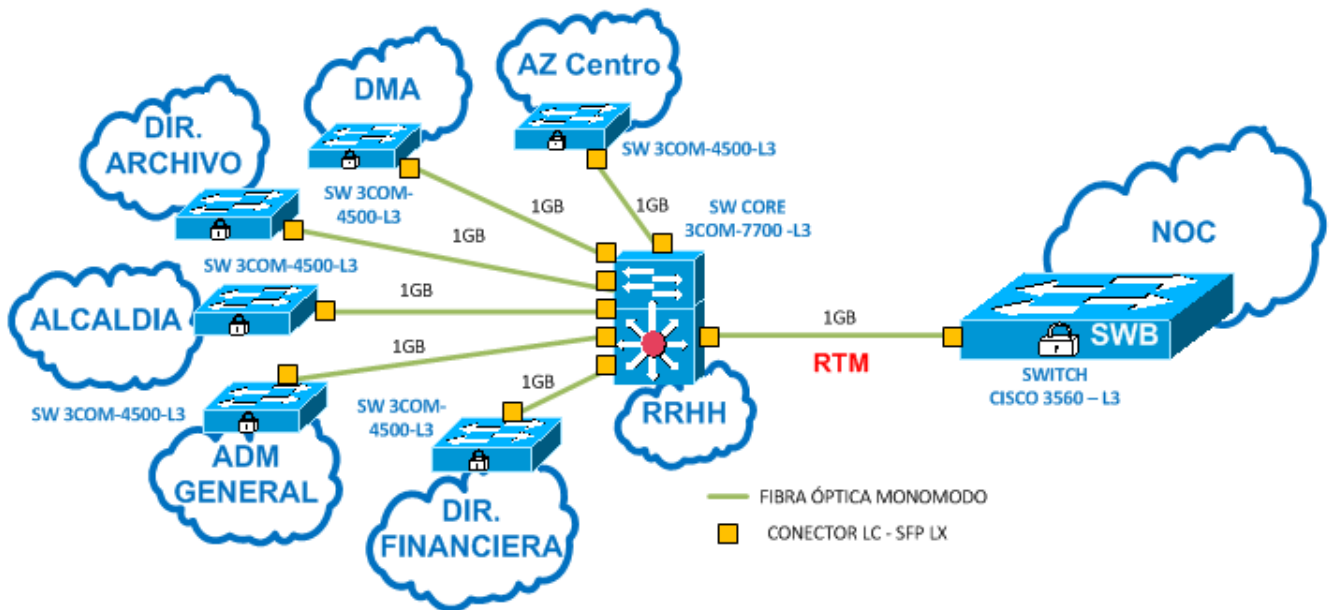 AZ Centro
SW 3COM-4500-L3
DMA
SW 3COM-
4500-L3
DIR.
ARCHIVO
SW 3COM-4500-L3
ALCALDIA
ADM
GENERAL
SW 3COM-4500-L3
DIR.
FINANCIERA
SW 3COM-
4500-L3
1GB
1GB
1GB
1GB
1GB
1GB
SW CORE
3COM-7700 -L3
RRHH
1GB
RTM
NOC
SWB
SWITCH
CISCO 3560 – L3
FIBRA ÓPTICA MONOMODO
CONECTOR LC - SFP LX